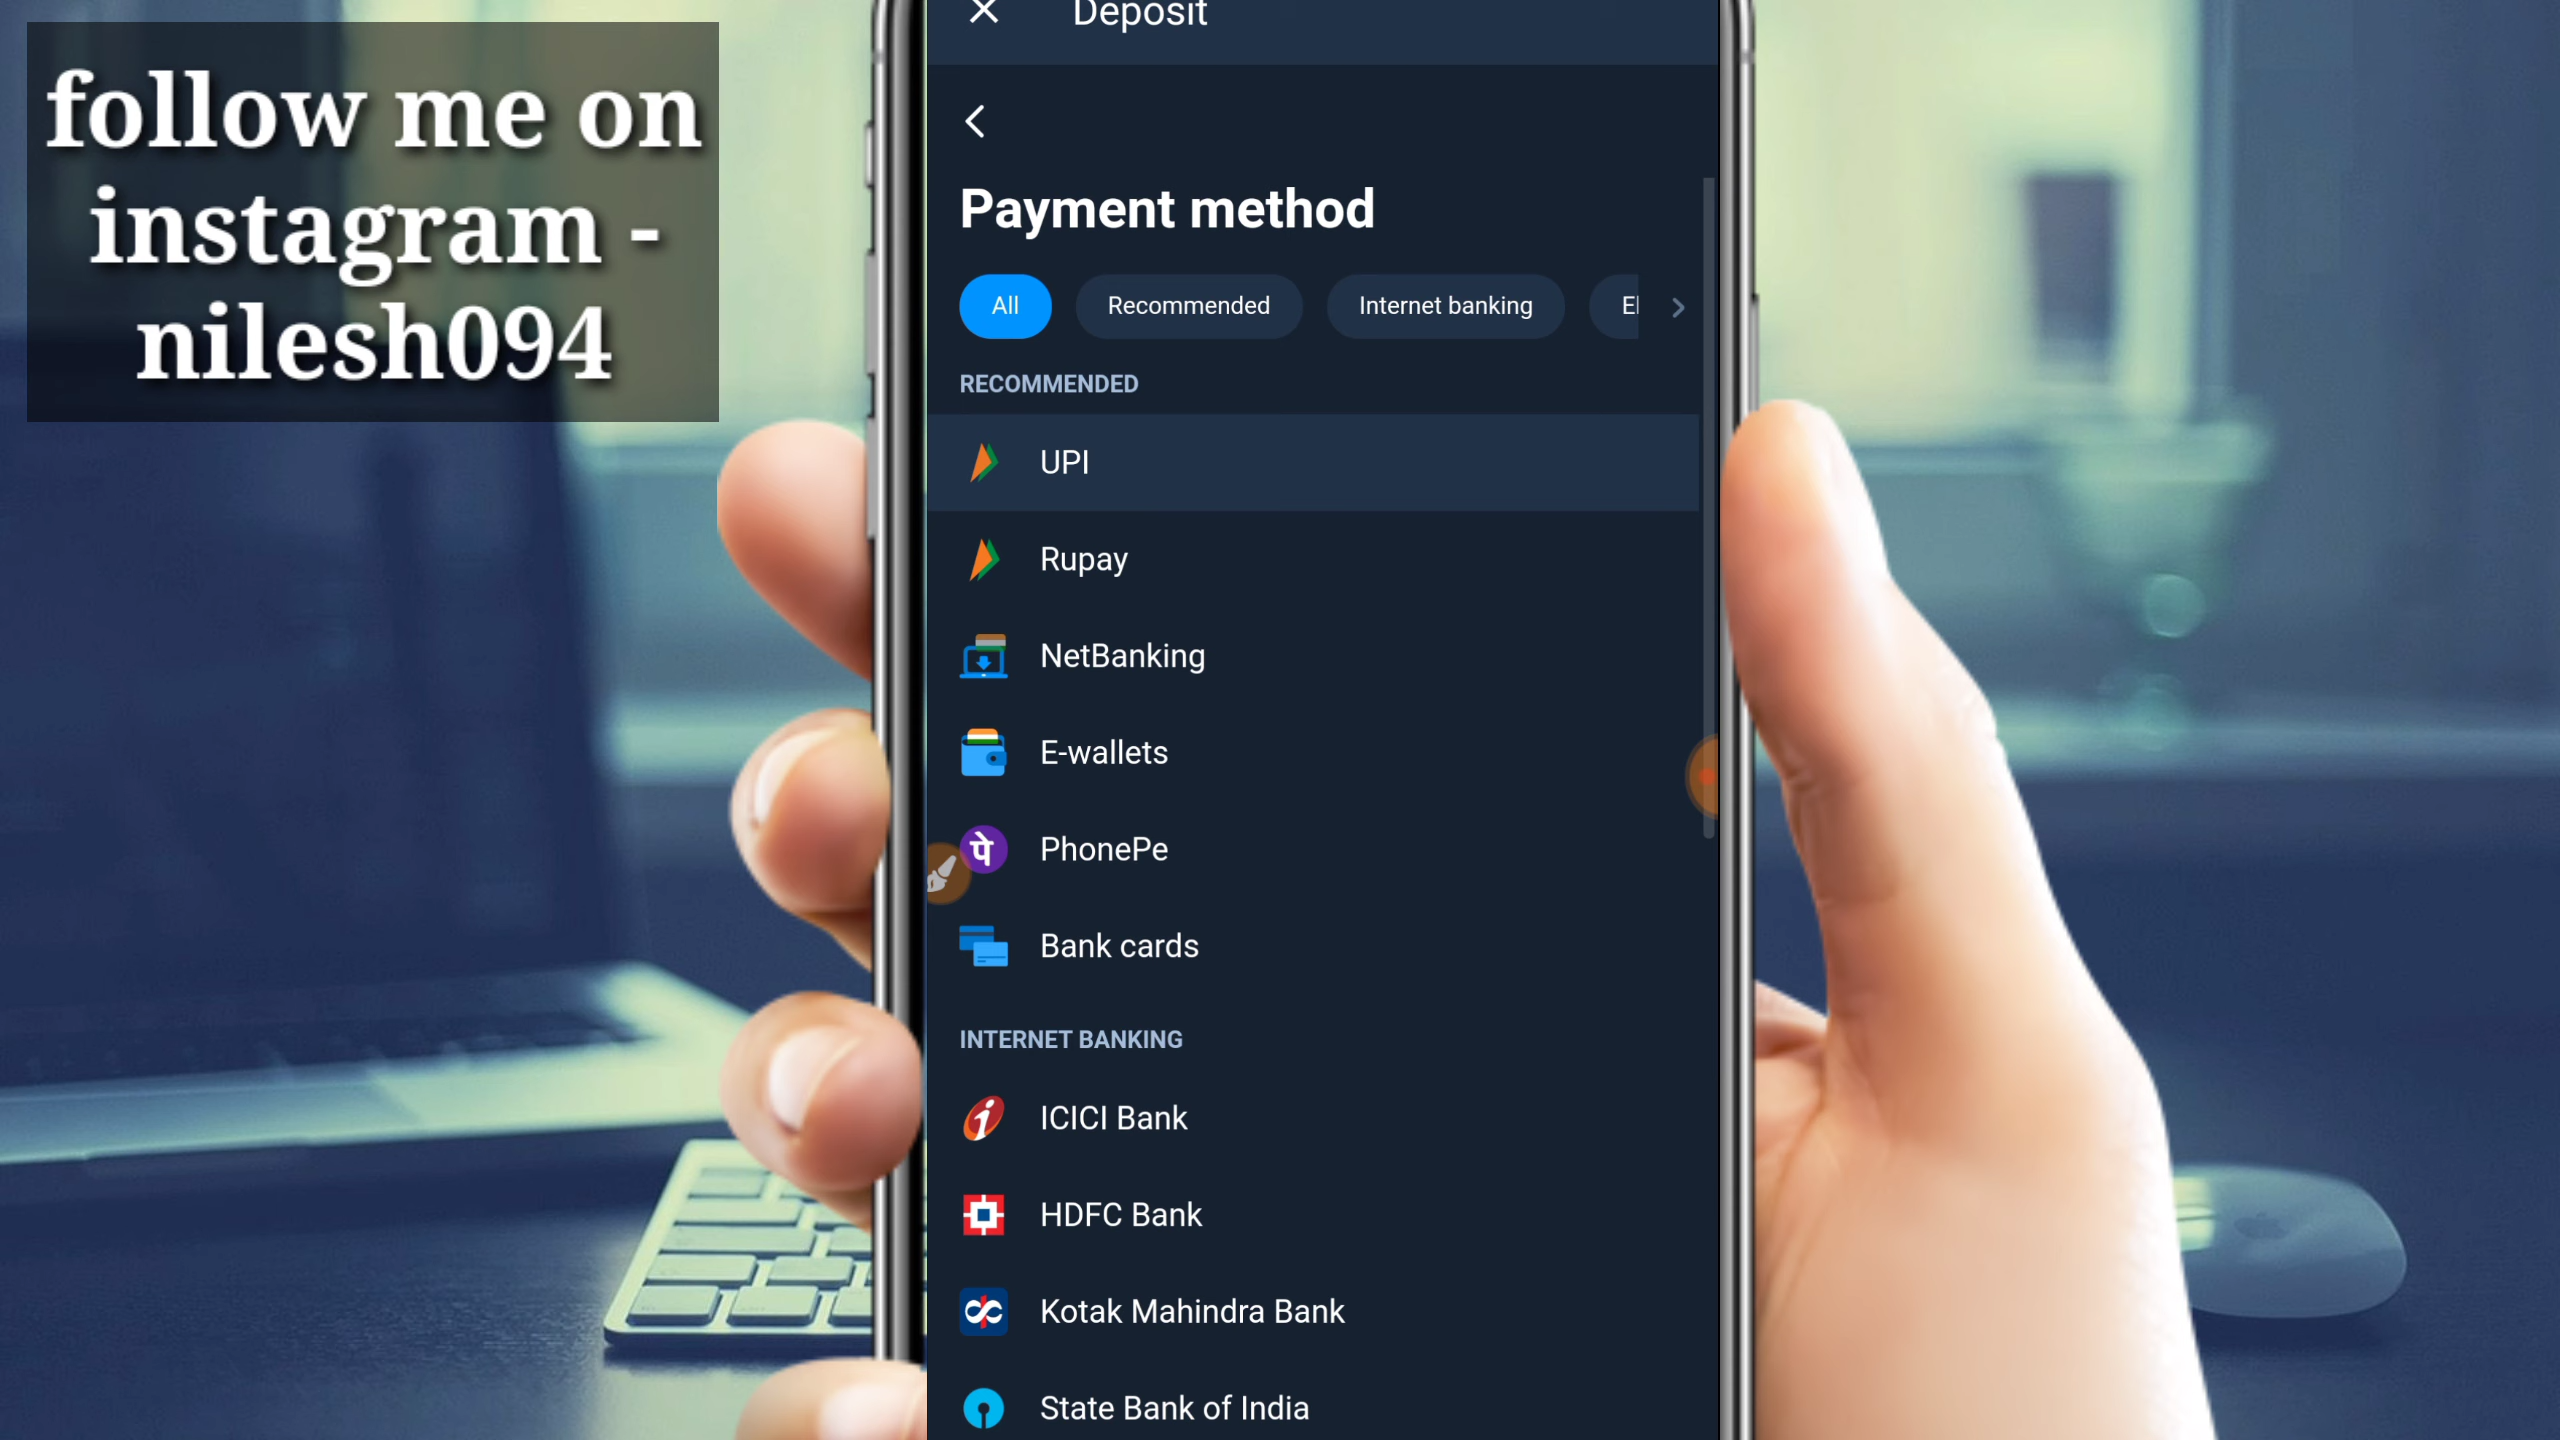 follow me on
instagram -
nilesh094
Deposit
Payment method
All
Recommended
Internet banking
RECOMMENDED
UPI
Rupay
NetBanking
E-wallets
पे
PhonePe
Bank cards
INTERNET BANKING
i
ICICI Bank
HDFC Bank
Kotak Mahindra Bank
State Bank of India